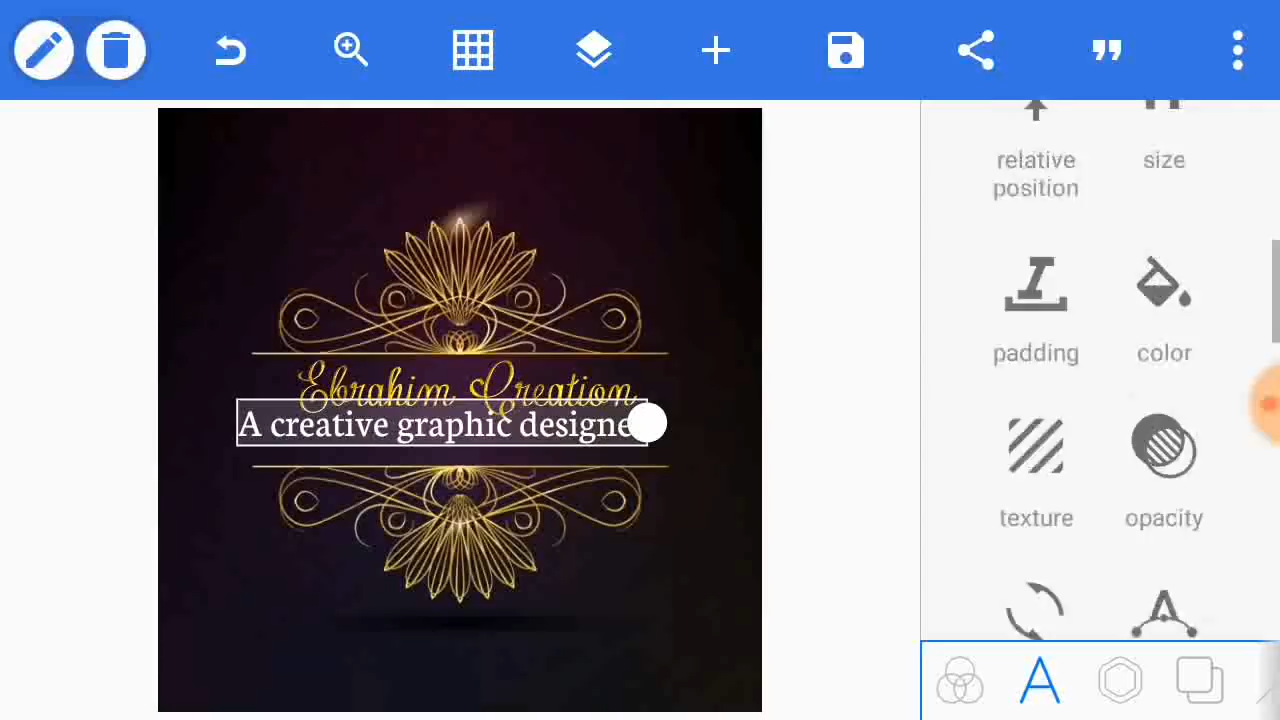 relative position
size
Ebrahim Creation
padding
color
A creative graphic designe
texture
opacity